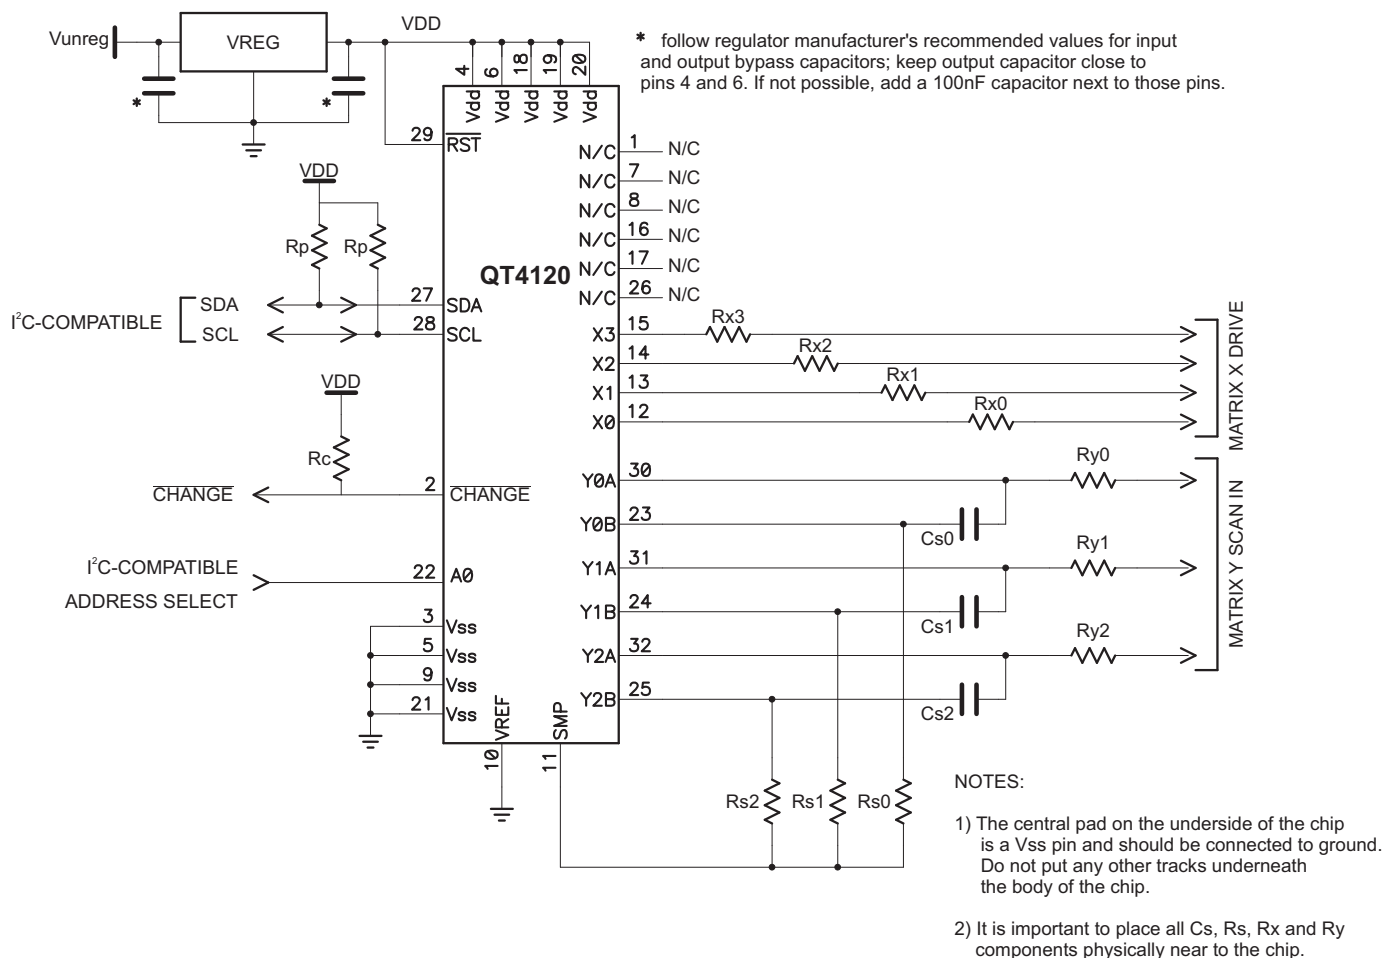 Vunreg
VREG
VDD
* follow regulator manufacturer's recommended values for input
and output bypass capacitors; keep output capacitor close to
pins 4 and 6. If not possible, add a 100nF capacitor next to those pins.
*
*
4
6
18
19
20
Vdd
Vdd
Vdd
Vdd
Vdd
29
RST
N/C
1
N/C
N/C
7
N/C
N/C
8
N/C
N/C
16
N/C
N/C
17
N/C
N/C
26
N/C
VDD
Rp
Rp
QT4120
I²C-COMPATIBLE
SDA
SCL
27
SDA
28
SCL
X3
15
Rx3
X2
14
Rx2
X1
13
Rx1
X0
12
Rx0
MATRIX X DRIVE
VDD
Rc
CHANGE
2
CHANGE
Y0A
30
Ry0
Y0B
23
Cs0
Y1A
31
Ry1
Y1B
24
Cs1
Y2A
32
Ry2
Y2B
25
Cs2
MATRIX Y SCAN IN
I²C-COMPATIBLE
ADDRESS SELECT
22
A0
3
Vss
5
Vss
9
Vss
21
Vss
VREF
10
SMP
11
Rs2
Rs1
Rs0
NOTES:
1) The central pad on the underside of the chip
is a Vss pin and should be connected to ground.
Do not put any other tracks underneath
the body of the chip.
2) It is important to place all Cs, Rs, Rx and Ry
components physically near to the chip.